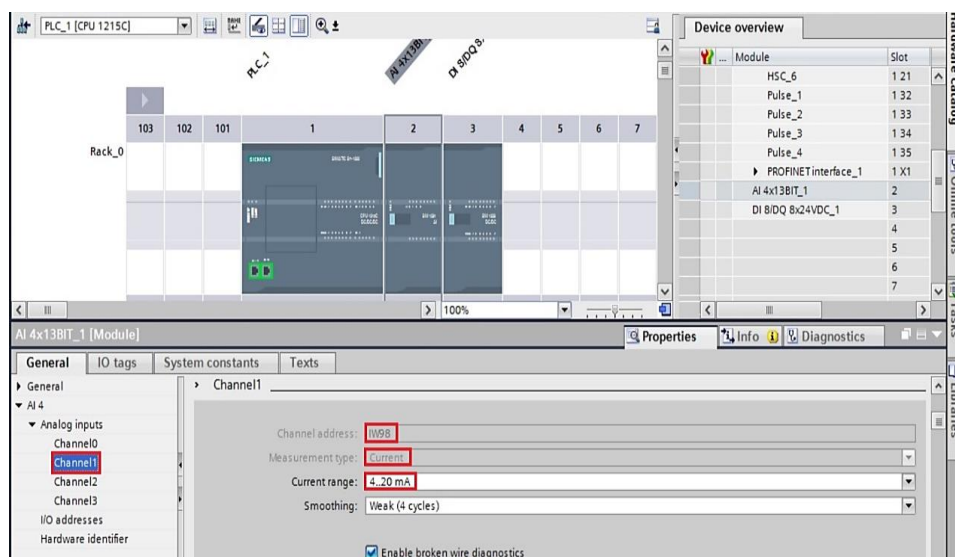 PLC_1 [CPU 1215C]
Device overview
PLC_1
AI 4x13BI
DI 8/DQ 8.
... Module Slot
HSC_6 1 21
Pulse_1 1 32
Pulse_2 1 33
Pulse_3 1 34
Pulse_4 1 35
PROFINET interface_1 1 X1
AI 4x13BIT_1 2
DI 8/DQ 8x24VDC_1 3
4
5
6
7
103 102 101 1 2 3 4 5 6 7
Rack_0
SIEMENS
100%
Hardware Catalog
Online tools
Tasks
Libraries
AI 4x13BIT_1 [Module]
Properties
Info
Diagnostics
General IO tags System constants Texts
General
AI 4
Analog inputs
Channel0
Channel1
Channel2
Channel3
I/O addresses
Hardware identifier
Channel1
Channel address: IW98
Measurement type: Current
Current range: 4..20 mA
Smoothing: Weak (4 cycles)
Enable broken wire diagnostics